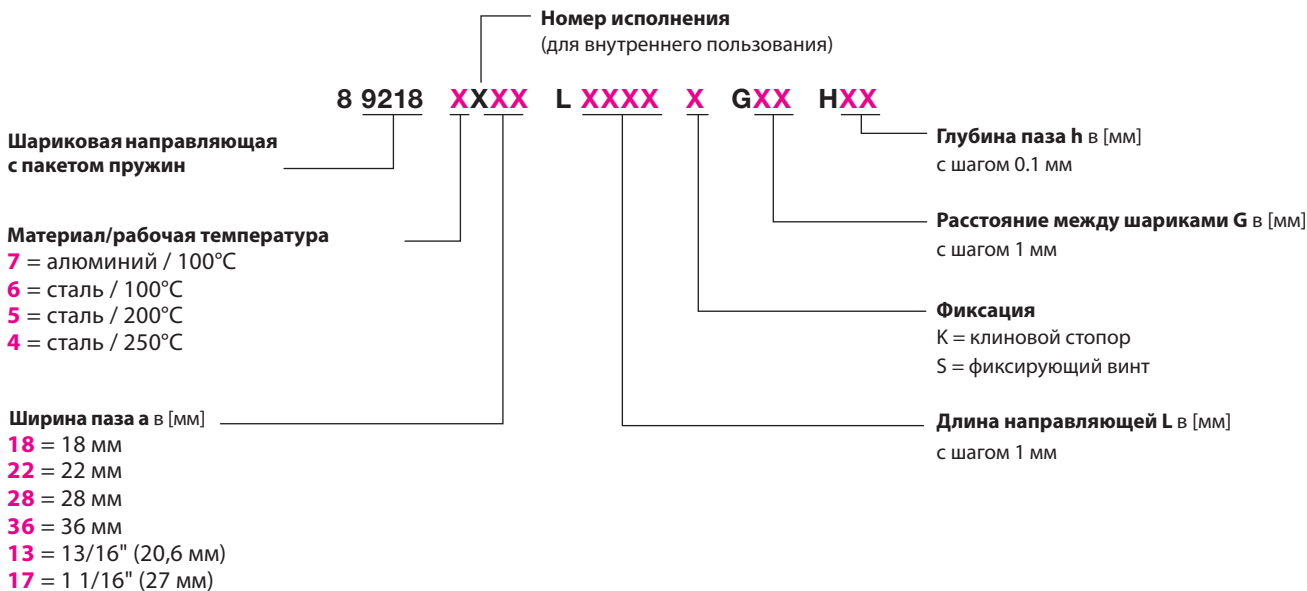 Номер исполнения
(для внутреннего пользования)
8 9218 XXXX L XXXX X GXX HXX
Шариковая направляющая
с пакетом пружин
Материал/рабочая температура
7 = алюминий / 100°C
6 = сталь / 100°C
5 = сталь / 200°C
4 = сталь / 250°C
Ширина паза a в [мм]
18 = 18 мм
22 = 22 мм
28 = 28 мм
36 = 36 мм
13 = 13/16" (20,6 мм)
17 = 1 1/16" (27 мм)
Глубина паза h в [мм]
с шагом 0.1 мм
Расстояние между шариками G в [мм]
с шагом 1 мм
Фиксация
K = клиновой стопор
S = фиксирующий винт
Длина направляющей L в [мм]
с шагом 1 мм